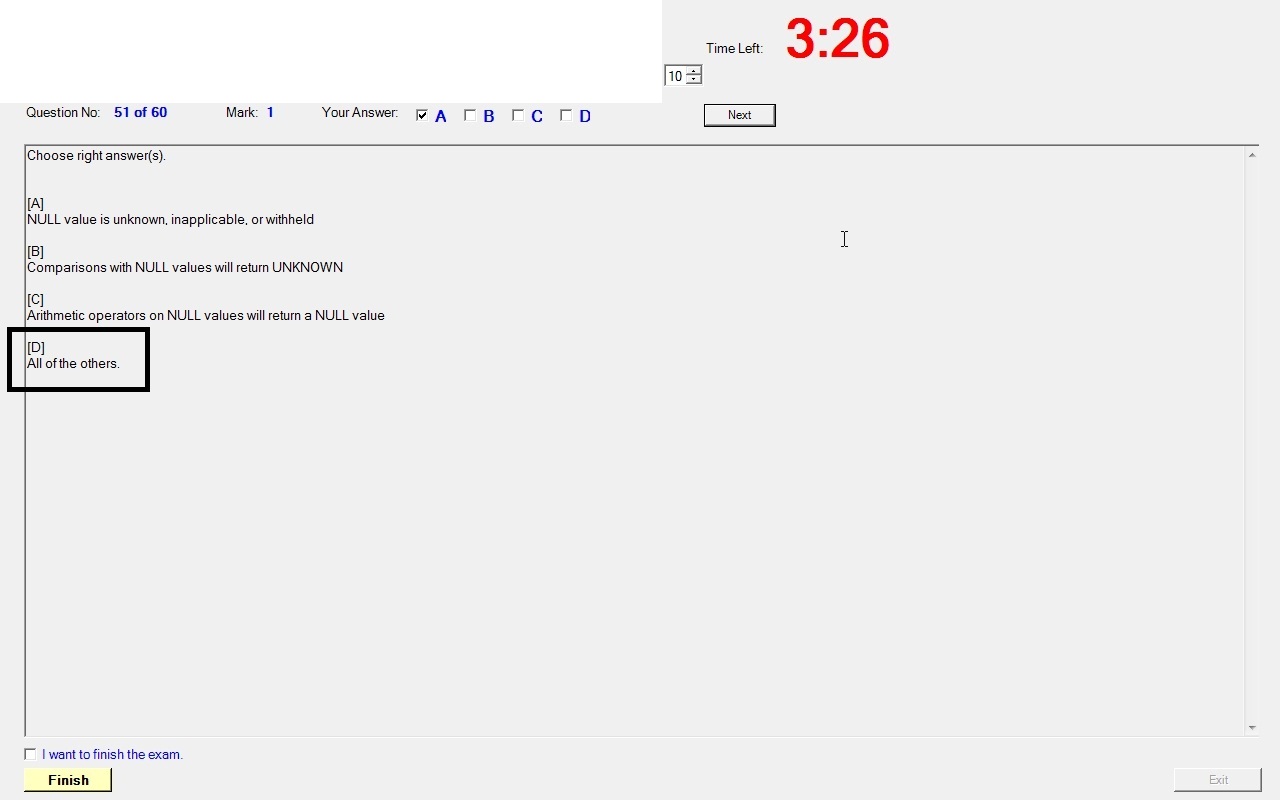 Time Left: 3:26
10
Question No: 51 of 60 Mark: 1 Your Answer: A B C D Next
Choose right answer(s).
[A]
NULL value is unknown, inapplicable, or withheld
[B]
Comparisons with NULL values will return UNKNOWN
[C]
Arithmetic operators on NULL values will return a NULL value
[D]
All of the others.
I want to finish the exam.
Finish Exit